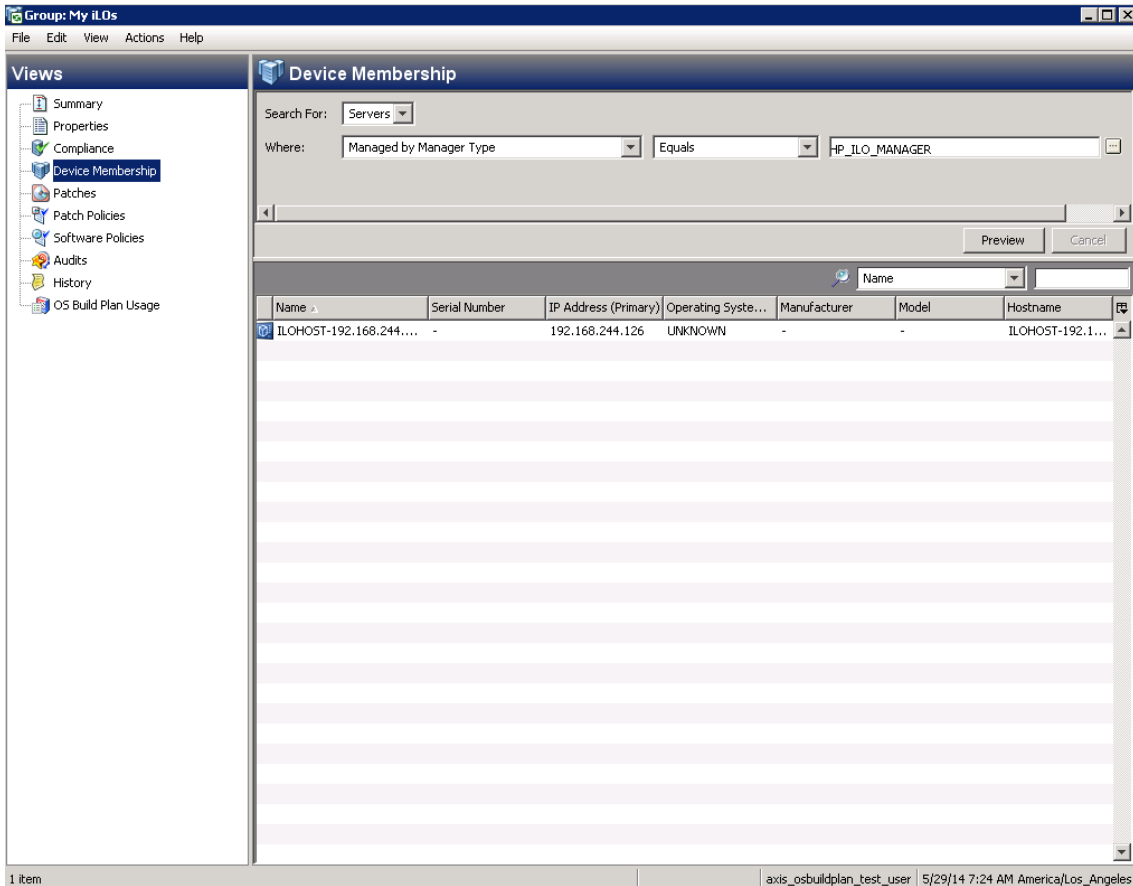 Group: My iLOs
File Edit View Actions Help
Views
Summary
Properties
Compliance
Device Membership
Patches
Patch Policies
Software Policies
Audits
History
OS Build Plan Usage
Device Membership
Search For: Servers
Where: Managed by Manager Type Equals HP_ILO_MANAGER
Preview Cancel
Name
Name Serial Number IP Address (Primary) Operating Syste... Manufacturer Model Hostname
ILOHOST-192.168.244.... - 192.168.244.126 UNKNOWN - - ILOHOST-192.1...
1 item axis_osbuildplan_test_user 5/29/14 7:24 AM America/Los_Angeles